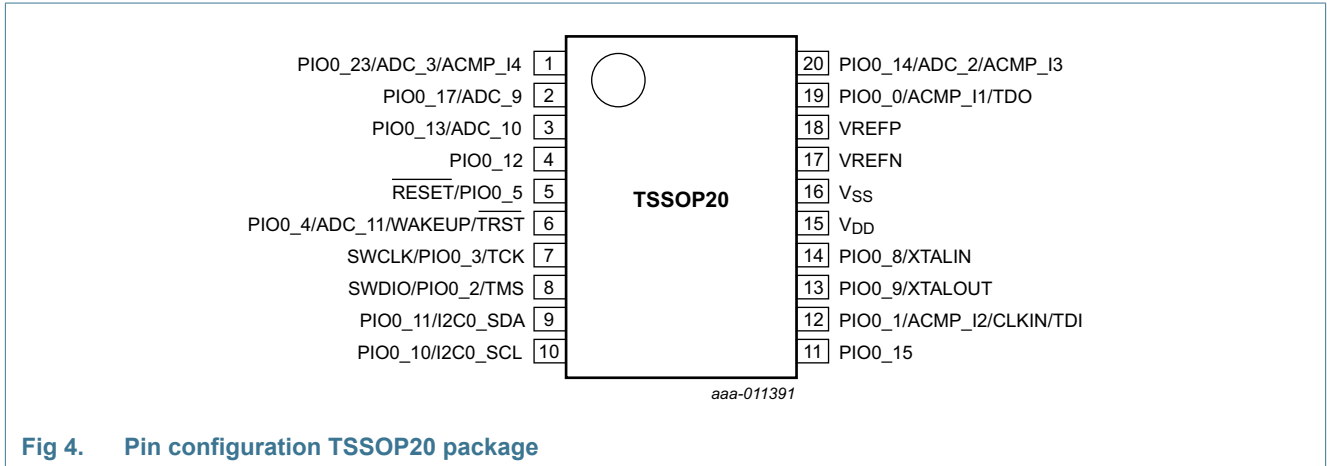 PIO0_23/ADC_3/ACMP_I4 1
PIO0_17/ADC_9 2
PIO0_13/ADC_10 3
PIO0_12 4
RESET/PIO0_5 5
PIO0_4/ADC_11/WAKEUP/TRST 6
SWCLK/PIO0_3/TCK 7
SWDIO/PIO0_2/TMS 8
PIO0_11/I2C0_SDA 9
PIO0_10/I2C0_SCL 10
TSSOP20
20 PIO0_14/ADC_2/ACMP_I3
19 PIO0_0/ACMP_I1/TDO
18 VREFP
17 VREFN
16 VSS
15 VDD
14 PIO0_8/XTALIN
13 PIO0_9/XTALOUT
12 PIO0_1/ACMP_I2/CLKIN/TDI
11 PIO0_15
aaa-011391
Fig 4. Pin configuration TSSOP20 package